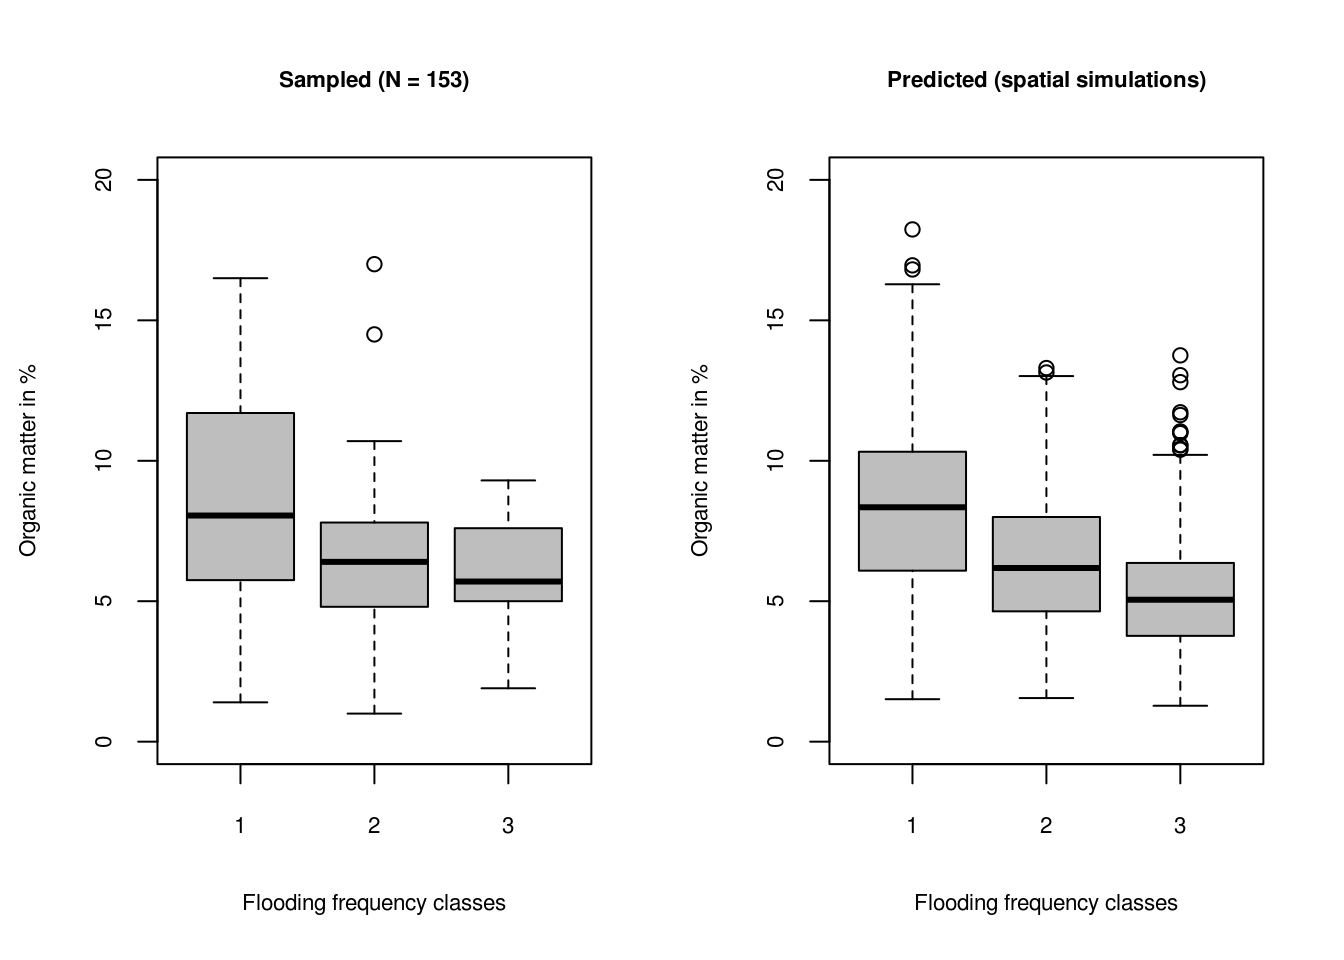 Sampled (N = 153)
Organic matter in %
20
15
10
5
0
1 2 3
Flooding frequency classes
Predicted (spatial simulations)
Organic matter in %
20
15
10
5
0
1 2 3
Flooding frequency classes